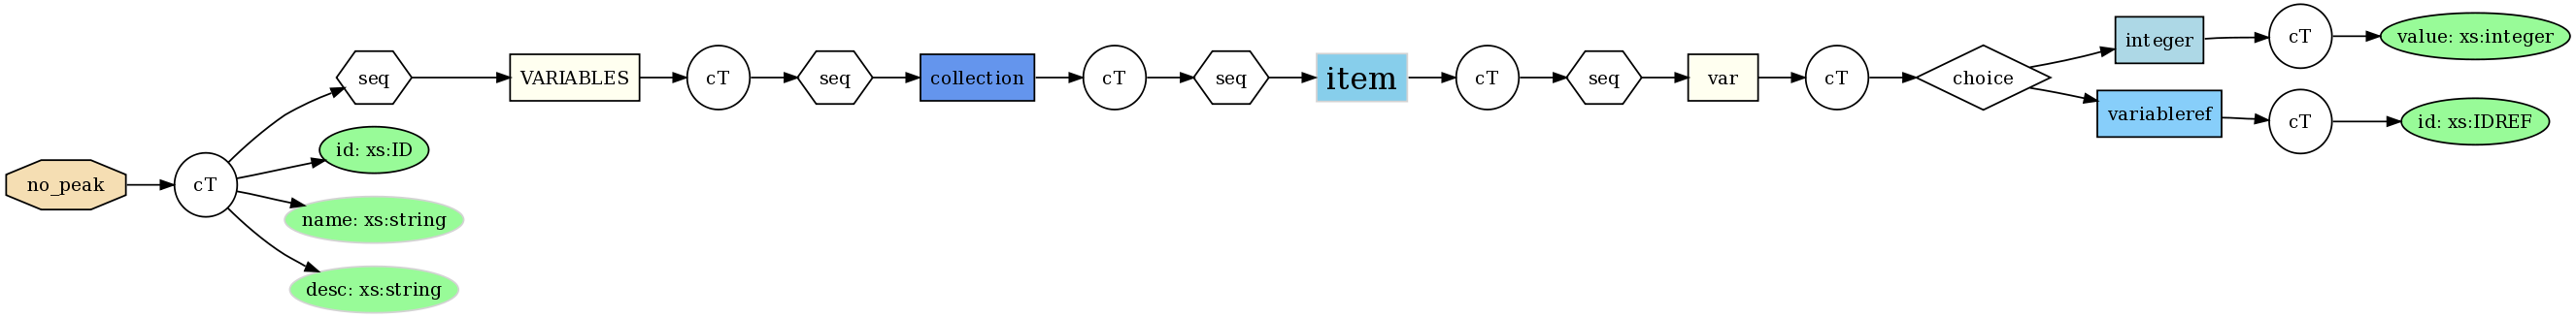 no_peak
cT
seq
id: xs:ID
name: xs:string
desc: xs:string
VARIABLES
cT
seq
collection
cT
seq
item
cT
seq
var
cT
choice
integer
cT
value: xs:integer
variableref
cT
id: xs:IDREF